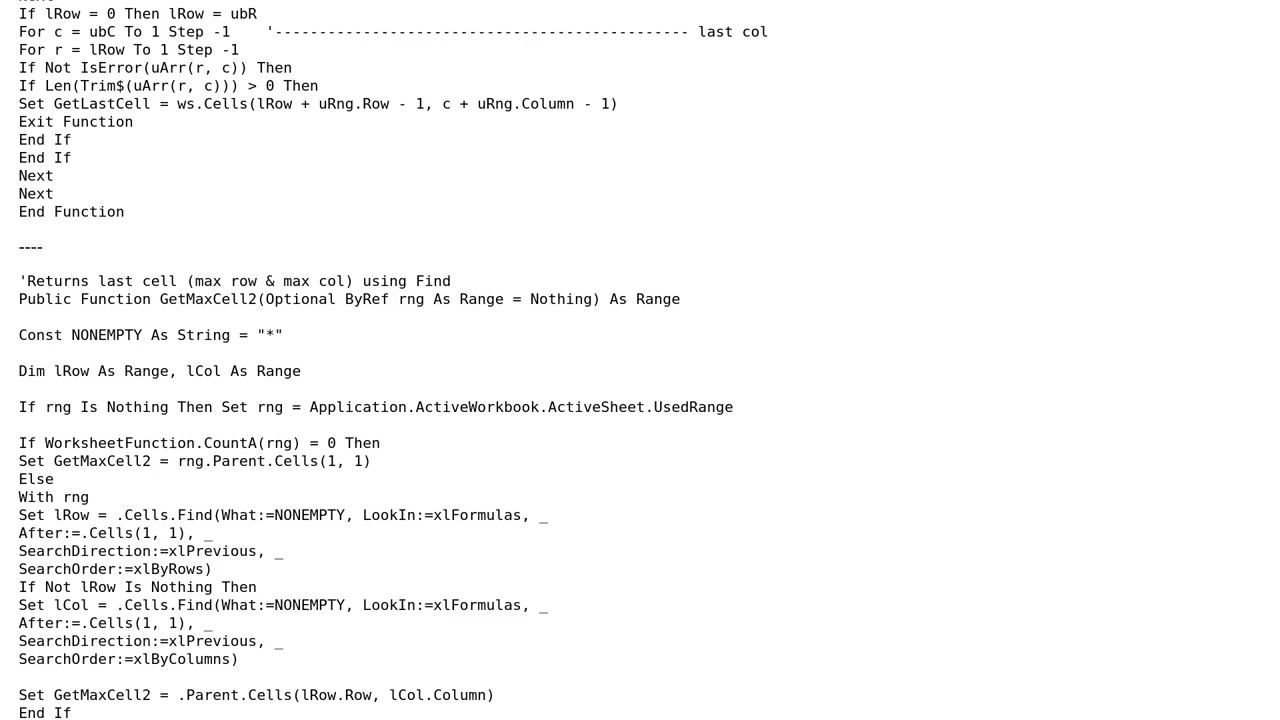 If lRow = 0 Then lRow = ubR
For c = ubC To 1 Step -1    '----------------------------------------------- last col
For r = lRow To 1 Step -1
If Not IsError(uArr(r, c)) Then
If Len(Trim$(uArr(r, c))) > 0 Then
Set GetLastCell = ws.Cells(lRow + uRng.Row - 1, c + uRng.Column - 1)
Exit Function
End If
End If
Next
Next
End Function

----

'Returns last cell (max row & max col) using Find
Public Function GetMaxCell2(Optional ByRef rng As Range = Nothing) As Range

Const NONEMPTY As String = "*"

Dim lRow As Range, lCol As Range

If rng Is Nothing Then Set rng = Application.ActiveWorkbook.ActiveSheet.UsedRange

If WorksheetFunction.CountA(rng) = 0 Then
Set GetMaxCell2 = rng.Parent.Cells(1, 1)
Else
With rng
Set lRow = .Cells.Find(What:=NONEMPTY, LookIn:=xlFormulas, _
After:=.Cells(1, 1), _
SearchDirection:=xlPrevious, _
SearchOrder:=xlByRows)
If Not lRow Is Nothing Then
Set lCol = .Cells.Find(What:=NONEMPTY, LookIn:=xlFormulas, _
After:=.Cells(1, 1), _
SearchDirection:=xlPrevious, _
SearchOrder:=xlByColumns)

Set GetMaxCell2 = .Parent.Cells(lRow.Row, lCol.Column)
End If